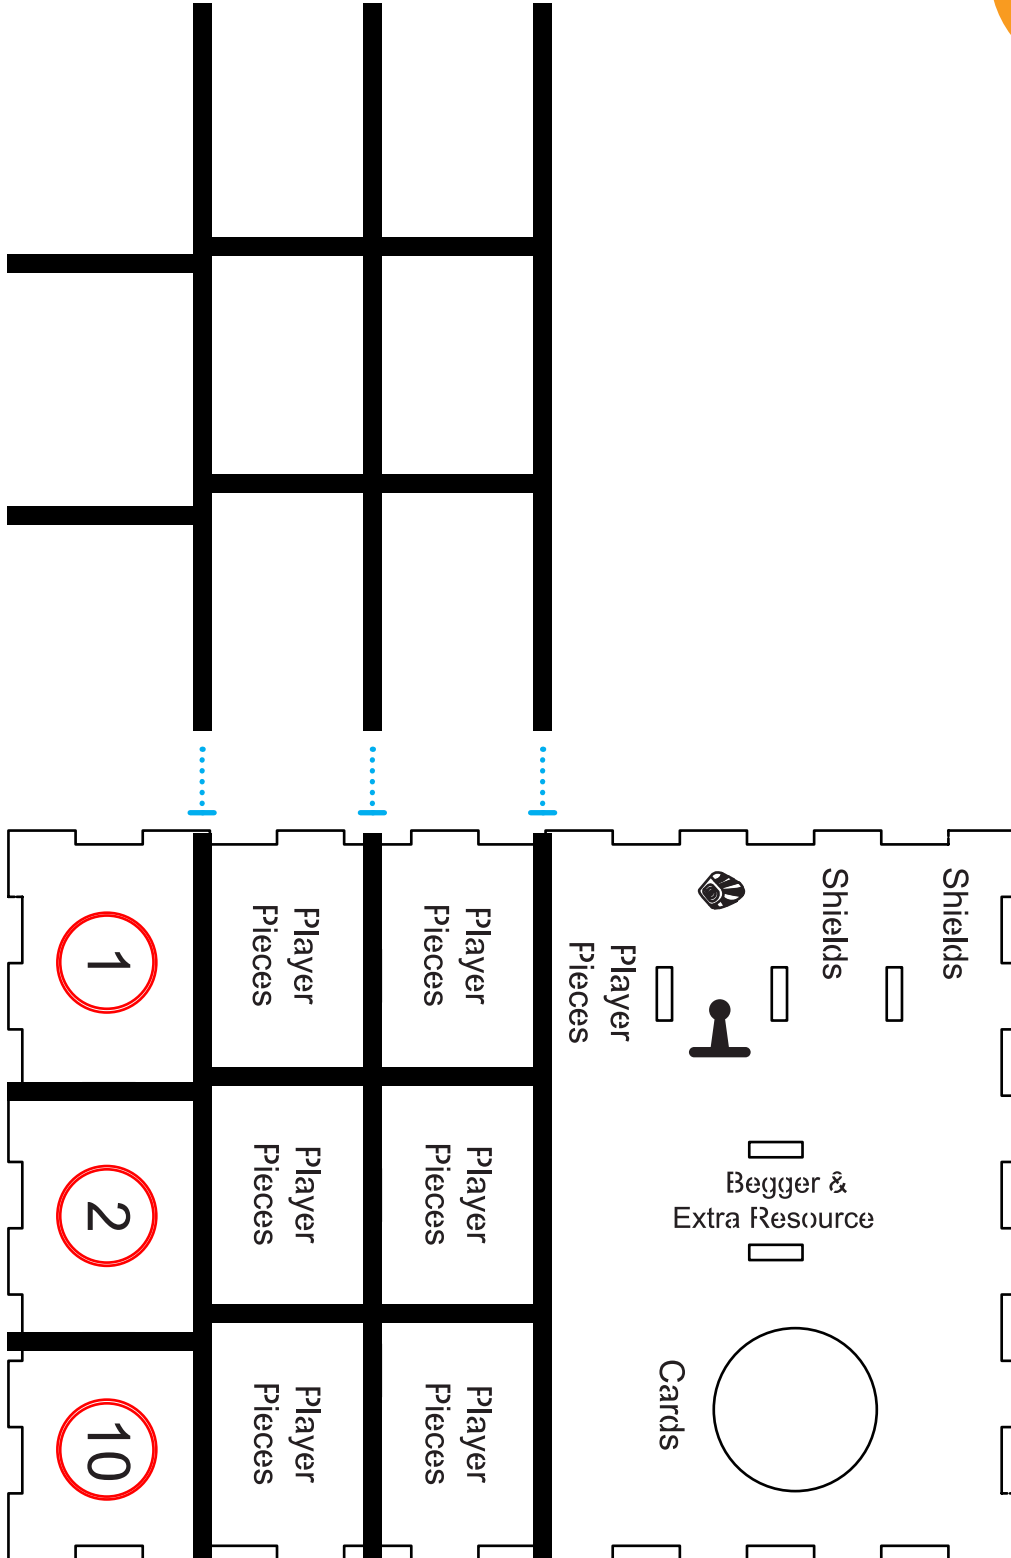 Shields
Shields
Player
Pieces
Player
Pieces
Player
Pieces
1
Begger &
Extra Resource
Player
Pieces
Player
Pieces
2
Cards
Player
Pieces
Player
Pieces
10